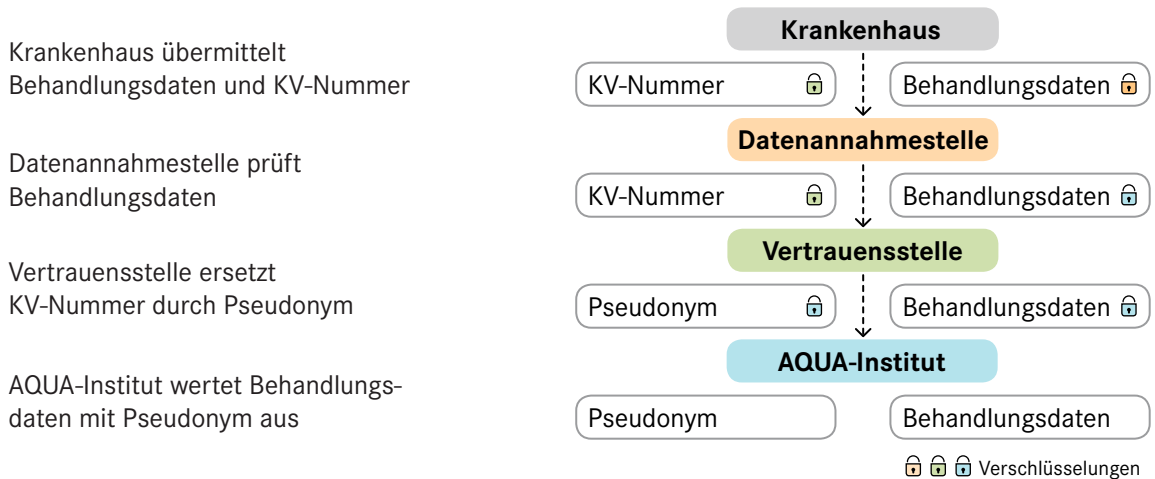 Krankenhaus
Krankenhaus übermittelt
Behandlungsdaten und KV-Nummer
KV-Nummer
Behandlungsdaten
Datenannahmestelle
Datenannahmestelle prüft
Behandlungsdaten
KV-Nummer
Behandlungsdaten
Vertrauensstelle
Vertrauensstelle ersetzt
KV-Nummer durch Pseudonym
Pseudonym
Behandlungsdaten
AQUA-Institut
AQUA-Institut wertet Behandlungs-
daten mit Pseudonym aus
Pseudonym
Behandlungsdaten
Verschlüsselungen